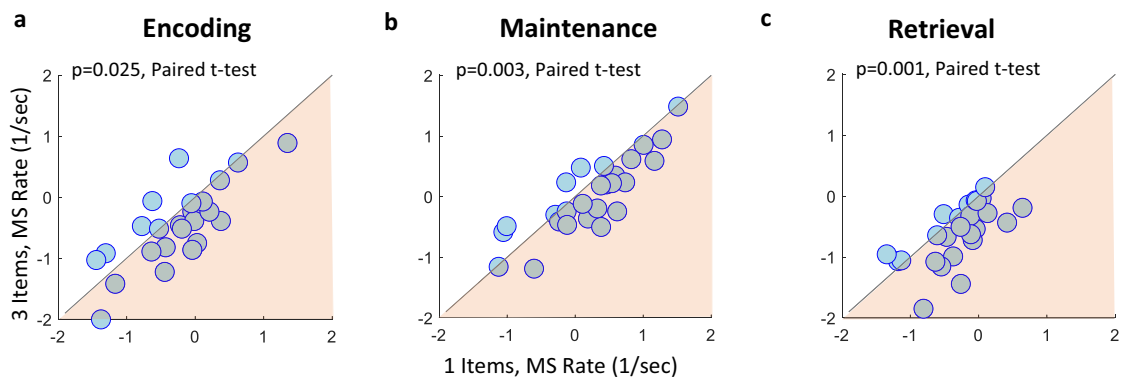 a Encoding
p=0.025, Paired t-test
2
1
0
-1
-2
-2 -1 0 1 2
3 Items, MS Rate (1/sec)
b Maintenance
p=0.003, Paired t-test
2
1
0
-1
-2
-2 -1 0 1 2
1 Items, MS Rate (1/sec)
c Retrieval
p=0.001, Paired t-test
2
1
0
-1
-2
-2 -1 0 1 2